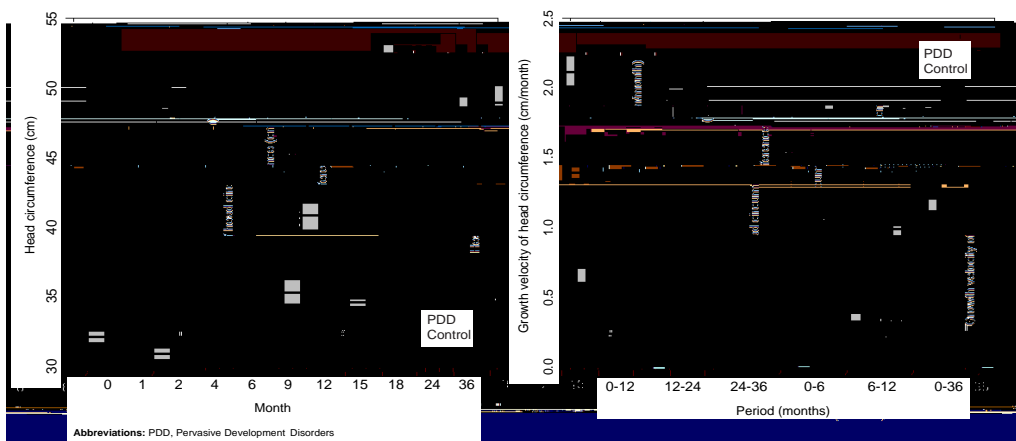 Head circumference (cm)
55
50
45
40
35
30
PDD
Control
0 1 2 4 6 9 12 15 18 24 36
Month
Abbreviations: PDD, Pervasive Development Disorders
Growth velocity of head circumference (cm/month)
2.5
2.0
1.5
1.0
0.5
0.0
PDD
Control
0-12 12-24 24-36 0-6 6-12 0-36
Period (months)